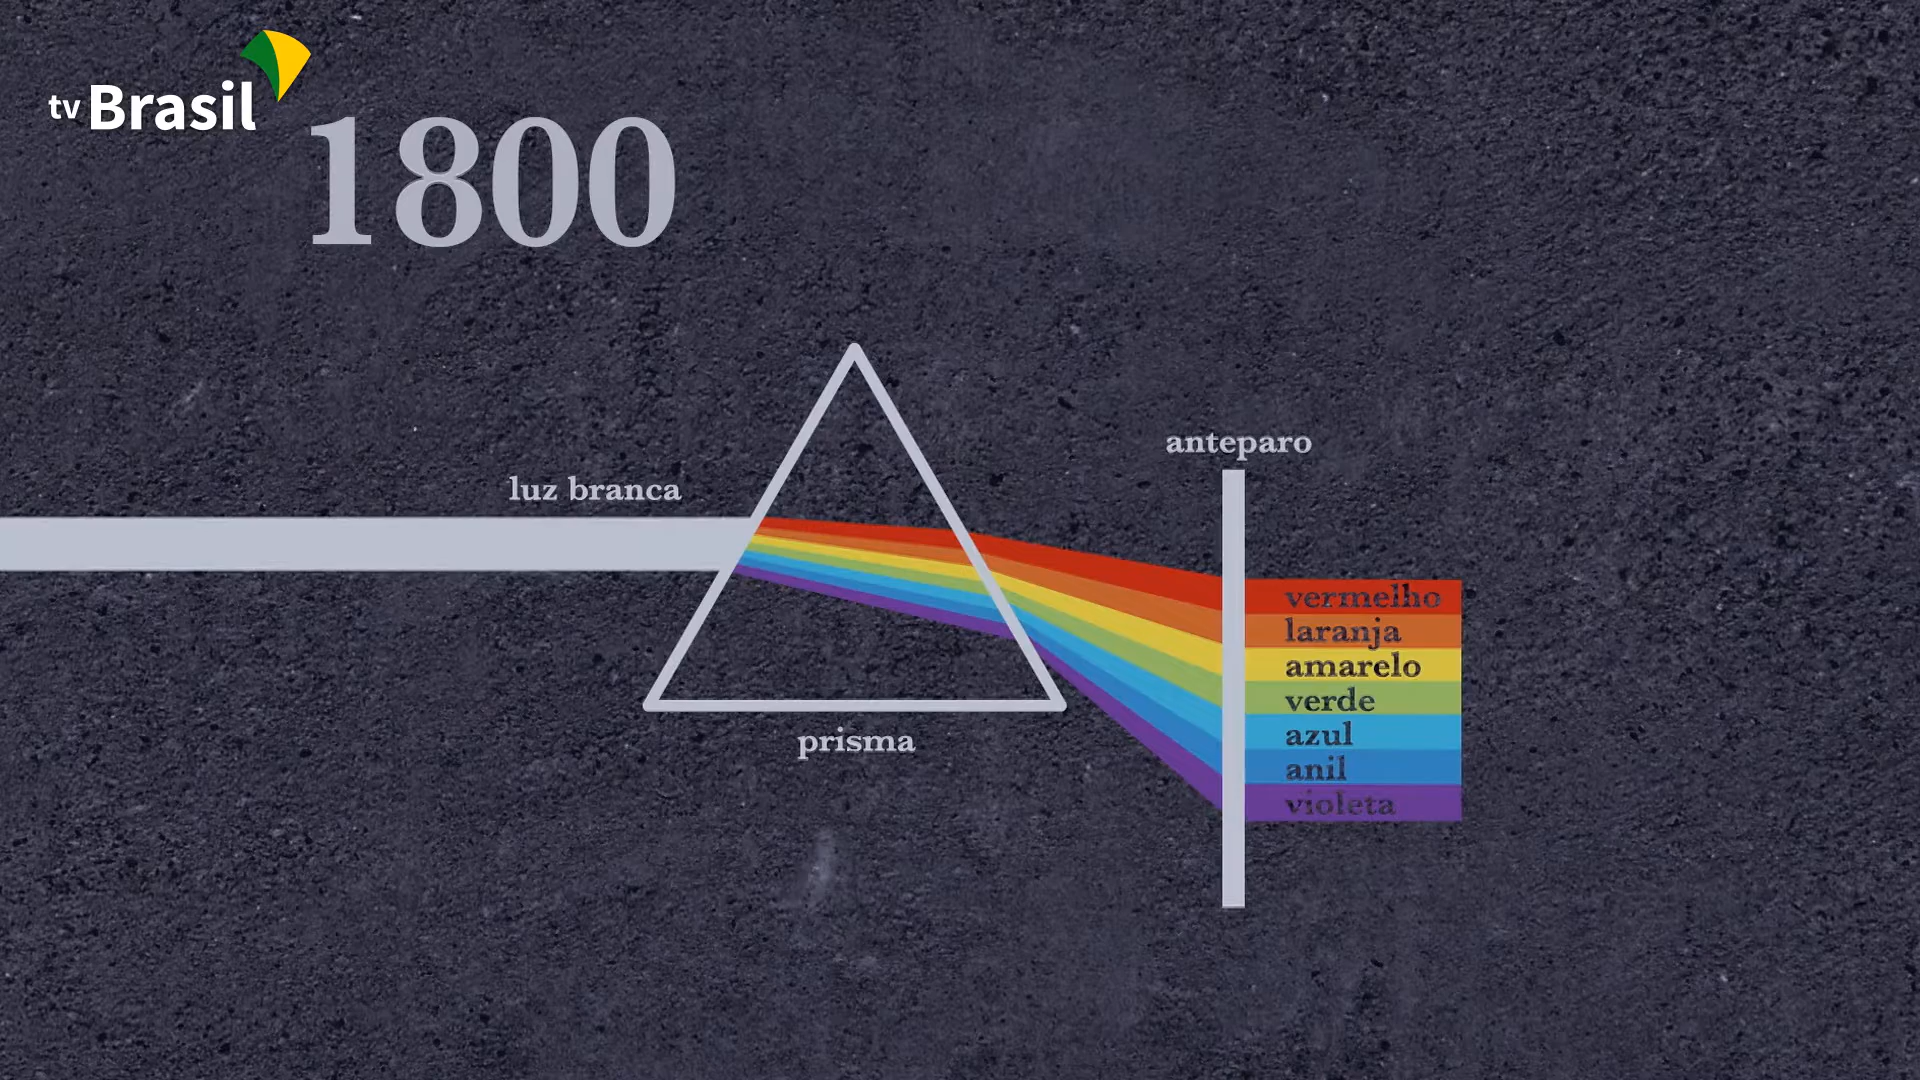 tv Brasil
1800
anteparo
luz branca
vermelho
laranja
amarelo
verde
azul
anil
violeta
prisma